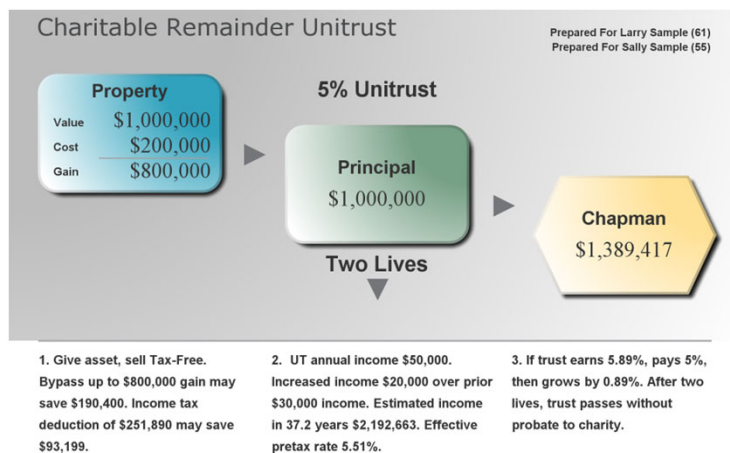 Charitable Remainder Unitrust
Prepared For Larry Sample (61)
Prepared For Sally Sample (55)
Property
Value $1,000,000
Cost $200,000
Gain $800,000
5% Unitrust
Principal
$1,000,000
Two Lives
Chapman
$1,389,417
1. Give asset, sell Tax-Free.
Bypass up to $800,000 gain may
save $190,400. Income tax
deduction of $251,890 may save
$93,199.
2. UT annual income $50,000.
Increased income $20,000 over prior
$30,000 income. Estimated income
in 37.2 years $2,192,663. Effective
pretax rate 5.51%.
3. If trust earns 5.89%, pays 5%,
then grows by 0.89%. After two
lives, trust passes without
probate to charity.